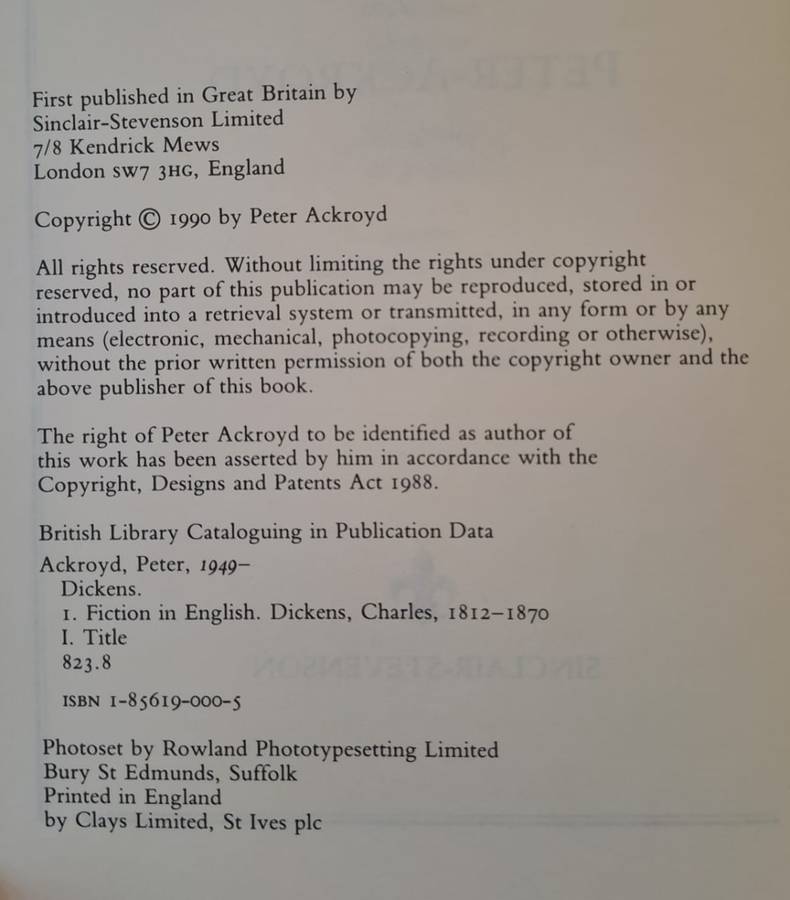 First published in Great Britain by
Sinclair-Stevenson Limited
7/8 Kendrick Mews
London SW7 3HG, England
Copyright © 1990 by Peter Ackroyd
All rights reserved. Without limiting the rights under copyright
reserved, no part of this publication may be reproduced, stored in or
introduced into a retrieval system or transmitted, in any form or by any
means (electronic, mechanical, photocopying, recording or otherwise),
without the prior written permission of both the copyright owner and the
above publisher of this book.
The right of Peter Ackroyd to be identified as author of
this work has been asserted by him in accordance with the
Copyright, Designs and Patents Act 1988.
British Library Cataloguing in Publication Data
Ackroyd, Peter, 1949–
Dickens.
1. Fiction in English. Dickens, Charles, 1812–1870
I. Title
823.8
ISBN 1-85619-000-5
Photoset by Rowland Phototypesetting Limited
Bury St Edmunds, Suffolk
Printed in England
by Clays Limited, St Ives plc